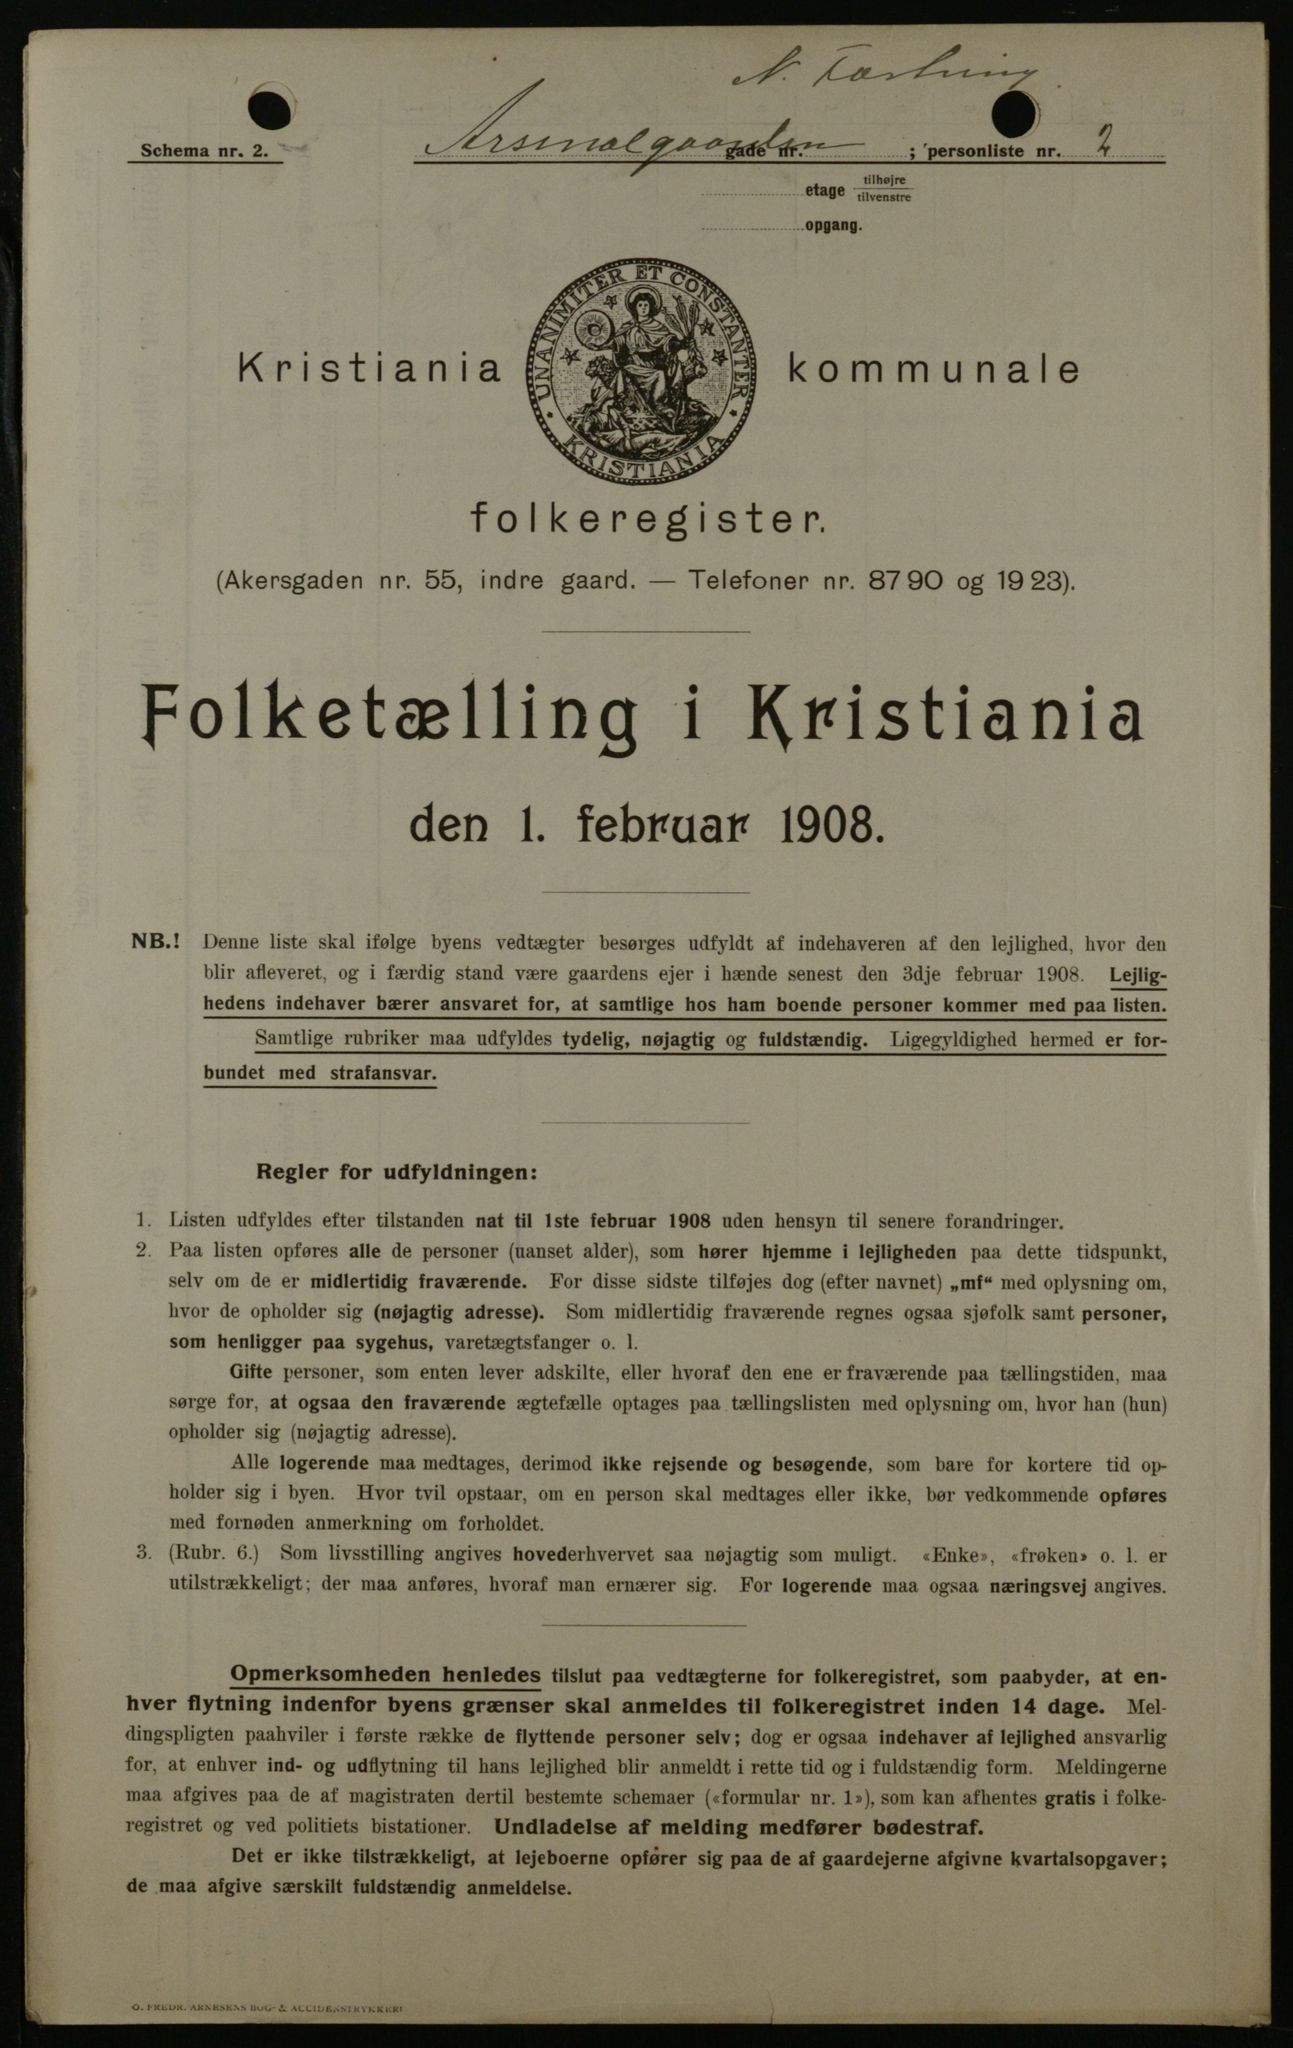 N. Fæstning
Schema nr. 2. Arsenalgaarden gade nr. ; personliste nr. 2
etage tilhøjre
tilvenstre
opgang.
UNANIMITER ET CONSTANTER
KRISTIANIA
Kristiania kommunale
folkeregister.
(Akersgaden nr. 55, indre gaard. — Telefoner nr. 87 90 og 19 23).
Folketælling i Kristiania
den 1. februar 1908.
NB.! Denne liste skal ifølge byens vedtægter besørges udfyldt af indehaveren af den lejlighed, hvor den
blir afleveret, og i færdig stand være gaardens ejer i hænde senest den 3dje februar 1908. Lejlig-
hedens indehaver bærer ansvaret for, at samtlige hos ham boende personer kommer med paa listen.
Samtlige rubriker maa udfyldes tydelig, nøjagtig og fuldstændig. Ligegyldighed hermed er for-
bundet med strafansvar.
Regler for udfyldningen:
1. Listen udfyldes efter tilstanden nat til 1ste februar 1908 uden hensyn til senere forandringer.
2. Paa listen opføres alle de personer (uanset alder), som hører hjemme i lejligheden paa dette tidspunkt,
selv om de er midlertidig fraværende. For disse sidste tilføjes dog (efter navnet) „mf“ med oplysning om,
hvor de opholder sig (nøjagtig adresse). Som midlertidig fraværende regnes ogsaa sjøfolk samt personer,
som henligger paa sygehus, varetægtsfanger o. l.
Gifte personer, som enten lever adskilte, eller hvoraf den ene er fraværende paa tællingstiden, maa
sørge for, at ogsaa den fraværende ægtefælle optages paa tællingslisten med oplysning om, hvor han (hun)
opholder sig (nøjagtig adresse).
Alle logerende maa medtages, derimod ikke rejsende og besøgende, som bare for kortere tid op-
holder sig i byen. Hvor tvil opstaar, om en person skal medtages eller ikke, bør vedkommende opføres
med fornøden anmerkning om forholdet.
3. (Rubr. 6.) Som livsstilling angives hovederhvervet saa nøjagtig som muligt. «Enke», «frøken» o. l. er
utilstrækkeligt; der maa anføres, hvoraf man ernærer sig. For logerende maa ogsaa næringsvej angives.
Opmerksomheden henledes tilslut paa vedtægterne for folkeregistret, som paabyder, at en-
hver flytning indenfor byens grænser skal anmeldes til folkeregistret inden 14 dage. Mel-
dingspligten paahviler i første række de flyttende personer selv; dog er ogsaa indehaver af lejlighed ansvarlig
for, at enhver ind- og udflytning til hans lejlighed blir anmeldt i rette tid og i fuldstændig form. Meldingerne
maa afgives paa de af magistraten dertil bestemte schemaer («formular nr. 1»), som kan afhentes gratis i folke-
registret og ved politiets bistationer. Undladelse af melding medfører bødestraf.
Det er ikke tilstrækkeligt, at lejeboerne opfører sig paa de af gaardejerne afgivne kvartalsopgaver;
de maa afgive særskilt fuldstændig anmeldelse.
O. FREDR. ARNESENS BOG- & ACCIDENSTRYKKERI